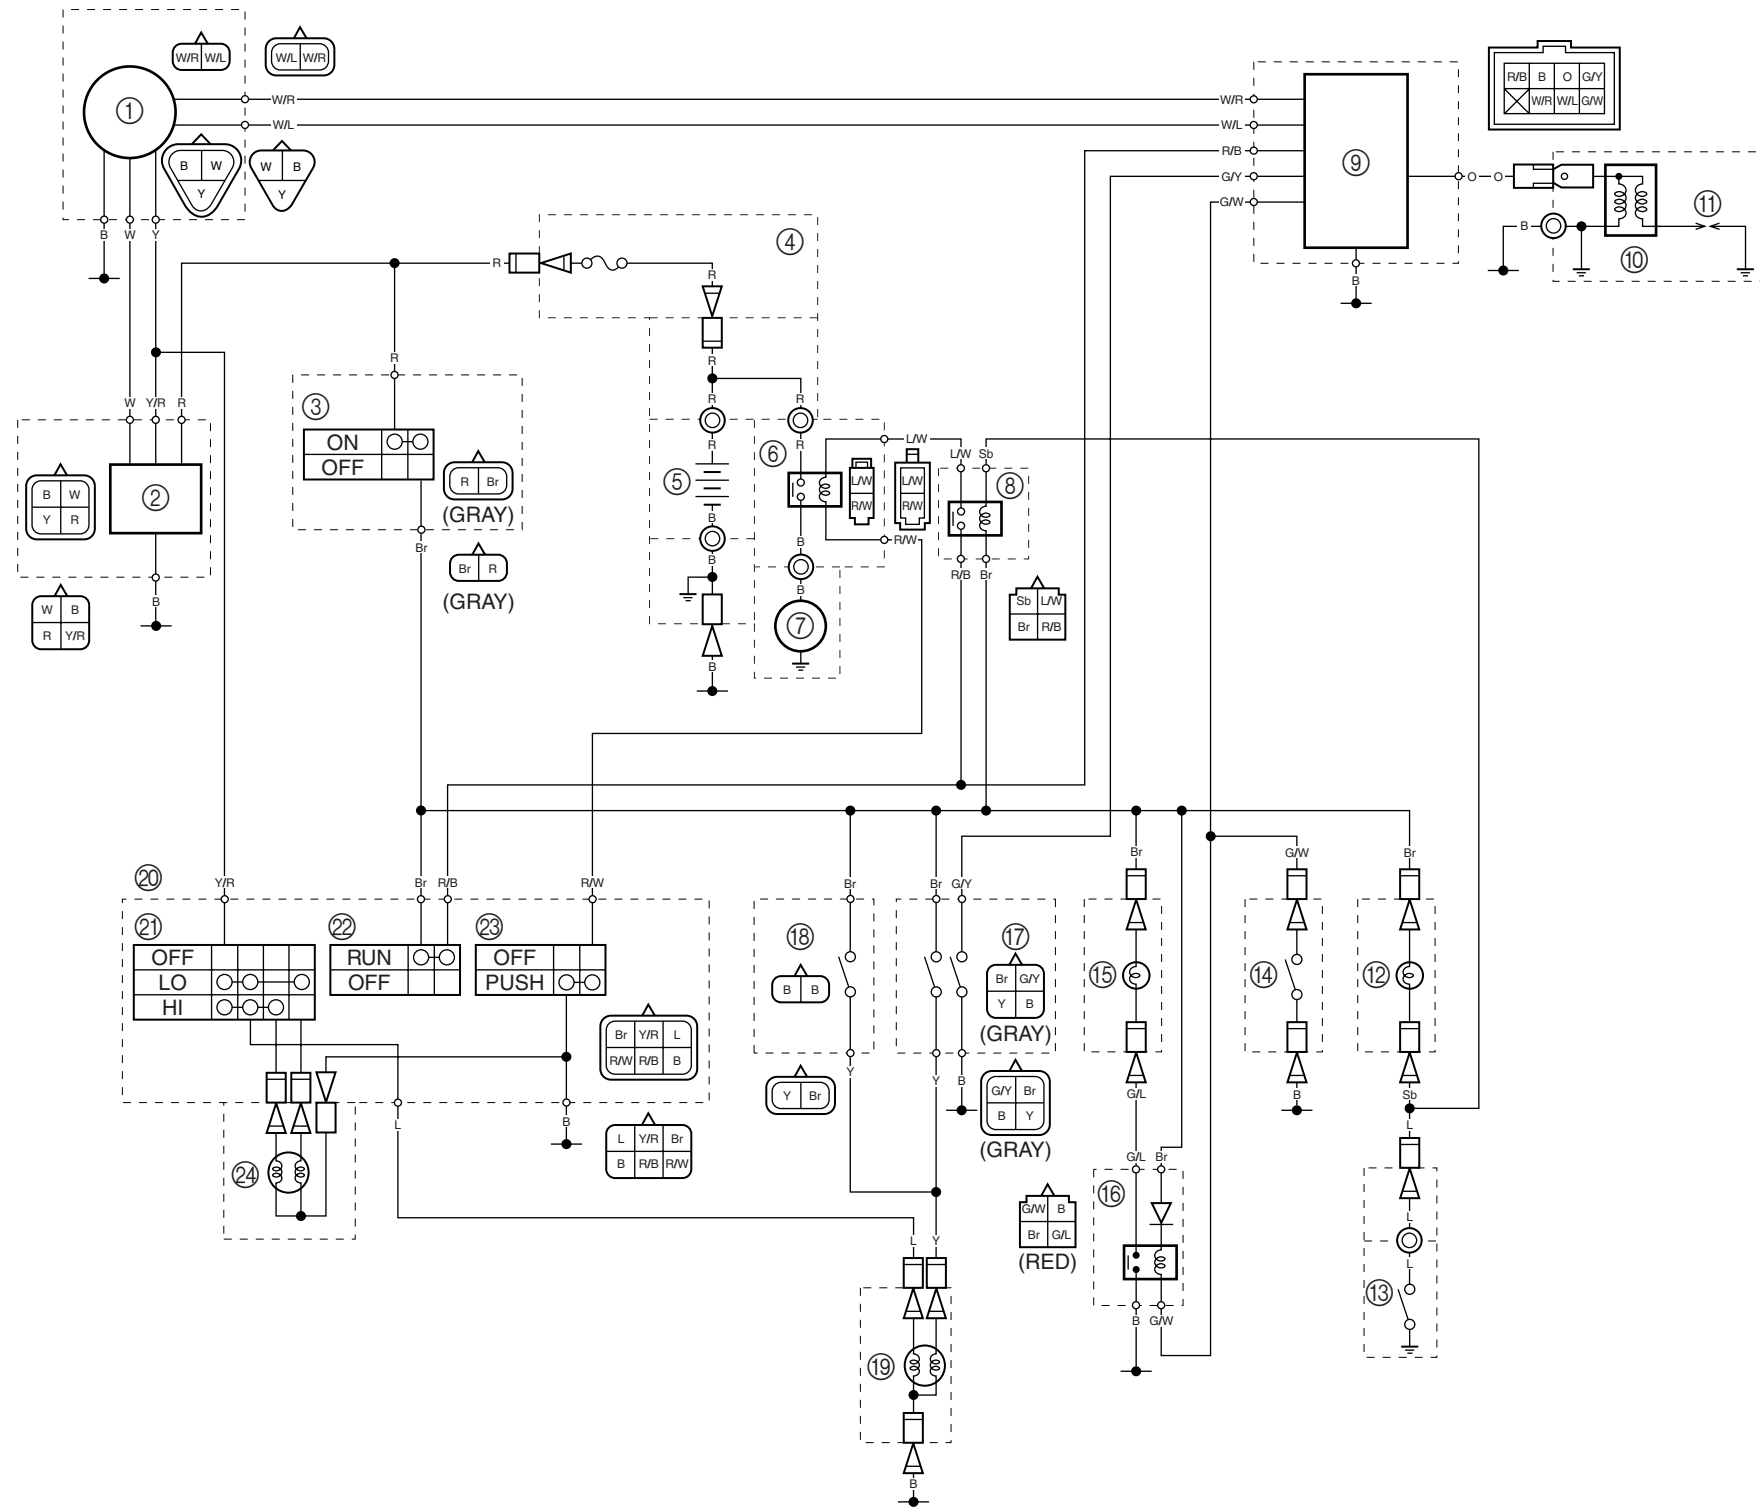 W/R W/L
W/L W/R
①
W/R
W/L
B W
Y
W B
Y
B W Y
W/R
W/L
R/B
G/Y
G/W
⑨
B
R/B B O G/Y
W/R W/L G/W
O O
B
⑩
⑪
R
④
R
R
R R
R R
R
W Y/R R
②
B W
Y R
B
W B
R Y/R
③
ON
OFF
R Br
(GRAY)
Br
Br R
(GRAY)
⑤
B
B
B
⑥
L/W
R/W
L/W
R/W
L/W
R/W
B
B
⑦
L/W Sb
⑧
R/B Br
Sb L/W
Br R/B
⑳
Y/R
Br R/B
R/W
㉑
OFF
LO
HI
㉒
RUN
OFF
㉓
OFF
PUSH
Br Y/R L
R/W R/B B
L
B
L Y/R Br
B R/B R/W
㉔
Br
⑱
B B
Y
Y Br
Br G/Y
⑰
Br G/Y
Y B
(GRAY)
Y B
G/Y Br
B Y
(GRAY)
L Y
⑲
B
Br
⑮
G/L
G/L Br
⑯
G/W B
Br G/L
(RED)
B G/W
G/W
⑭
B
Br
⑫
Sb
L
L
L
⑬